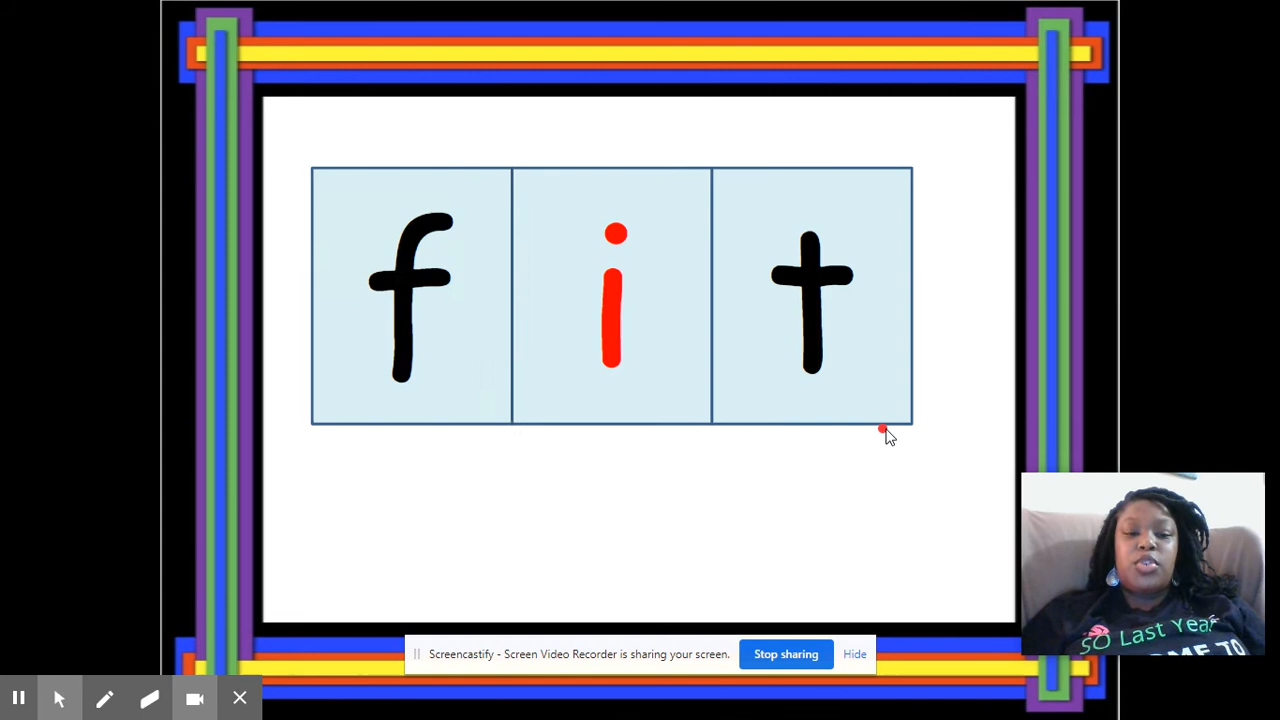 f i t
SO Last Year
Screencastify - Screen Video Recorder is sharing your screen. Stop sharing Hide